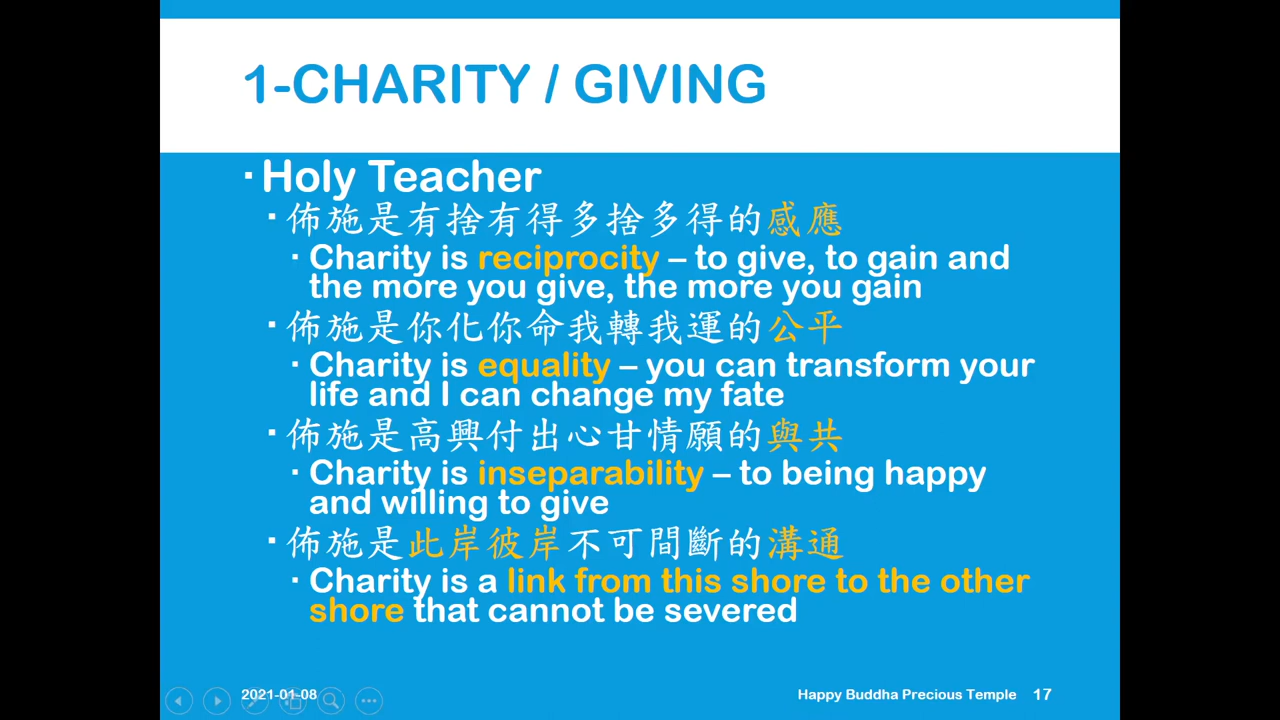 1-CHARITY / GIVING
▪ Holy Teacher
▪ 佈施是有捨有得多捨多得的感應
▪ Charity is reciprocity – to give, to gain and
the more you give, the more you gain
▪ 佈施是你化你命我轉我運的公平
▪ Charity is equality – you can transform your
life and I can change my fate
▪ 佈施是高興付出心甘情願的與共
▪ Charity is inseparability – to being happy
and willing to give
▪ 佈施是此岸彼岸不可間斷的溝通
▪ Charity is a link from this shore to the other
shore that cannot be severed
2021-01-08
Happy Buddha Precious Temple 17